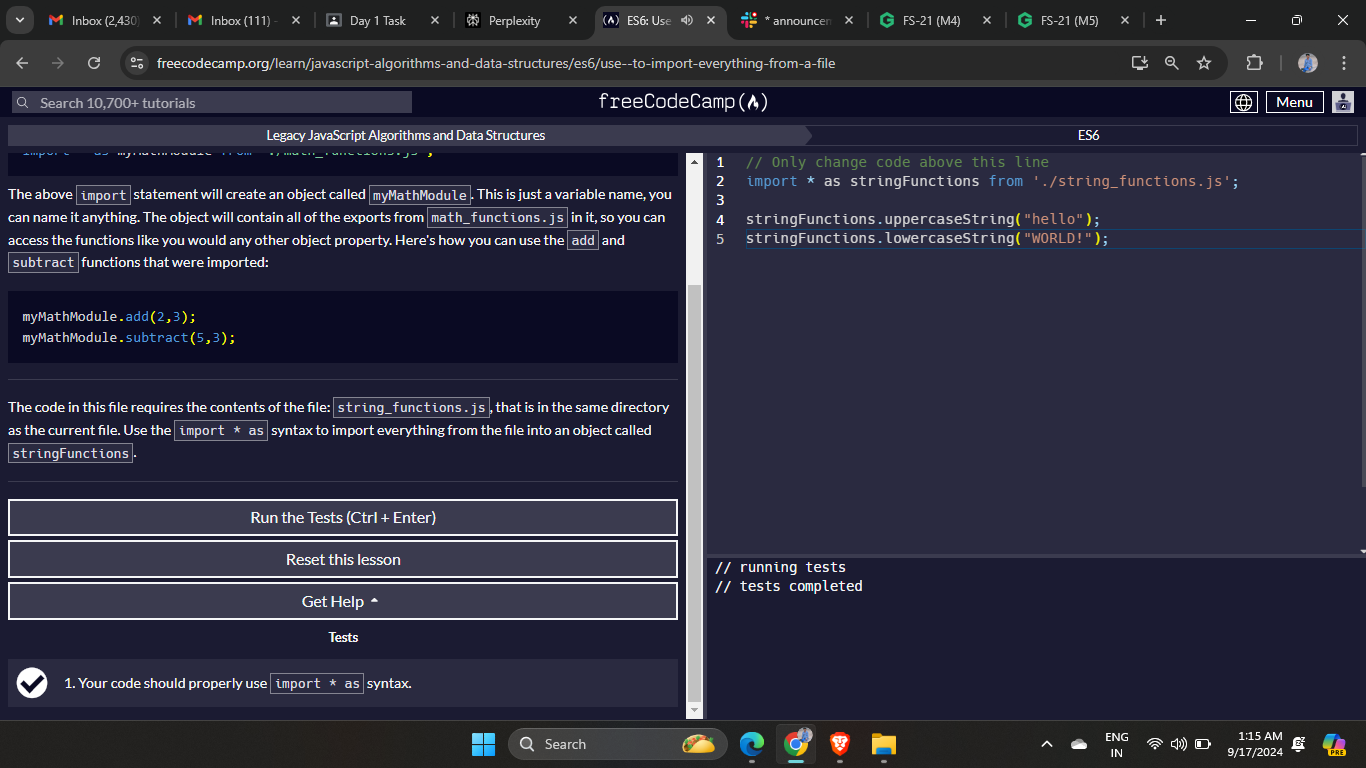 Inbox (2,430)
Inbox (111) -
Day 1 Task
Perplexity
ES6: Use
* announcen
FS-21 (M4)
FS-21 (M5)
freecodecamp.org/learn/javascript-algorithms-and-data-structures/es6/use--to-import-everything-from-a-file
Search 10,700+ tutorials
freeCodeCamp
Menu
Legacy JavaScript Algorithms and Data Structures
ES6
import * as myMathModule from "./math_functions.js";
The above import statement will create an object called myMathModule. This is just a variable name, you
can name it anything. The object will contain all of the exports from math_functions.js in it, so you can
access the functions like you would any other object property. Here's how you can use the add and
subtract functions that were imported:
myMathModule.add(2,3);
myMathModule.subtract(5,3);
The code in this file requires the contents of the file: string_functions.js, that is in the same directory
as the current file. Use the import * as syntax to import everything from the file into an object called
stringFunctions.
Run the Tests (Ctrl + Enter)
Reset this lesson
Get Help
Tests
1. Your code should properly use import * as syntax.
1 // Only change code above this line
2 import * as stringFunctions from './string_functions.js';
3
4 stringFunctions.uppercaseString("hello");
5 stringFunctions.lowercaseString("WORLD!");
// running tests
// tests completed
Search
ENG
IN
1:15 AM
9/17/2024
PRE